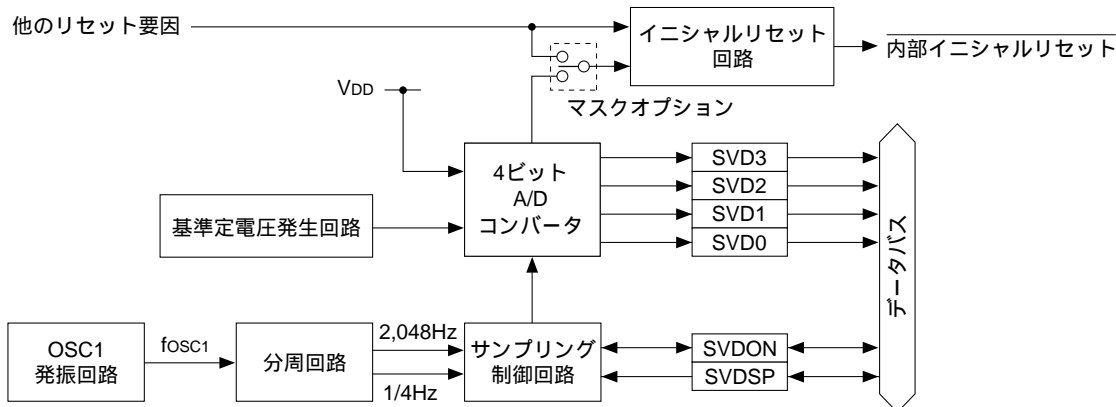 他のリセット要因
イニシャルリセット
回路
内部イニシャルリセット
マスクオプション
VDD
4ビット
A/D
コンバータ
SVD3
SVD2
SVD1
SVD0
基準定電圧発生回路
データバス
OSC1
発振回路
fOSC1
分周回路
2,048Hz
1/4Hz
サンプリング
制御回路
SVDON
SVDSP